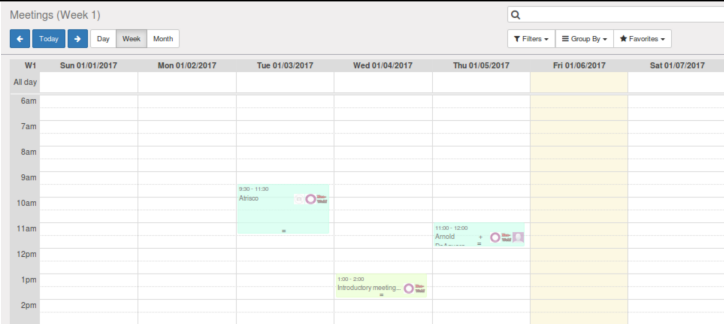 Meetings (Week 1)
Today
Day
Week
Month
Filters
Group By
Favorites
W1
Sun 01/01/2017
Mon 01/02/2017
Tue 01/03/2017
Wed 01/04/2017
Thu 01/05/2017
Fri 01/06/2017
Sat 01/07/2017
All day
6am
7am
8am
9am
9:30 - 11:30
Atrisco
10am
11am
11:00 - 12:00
Arnold
12pm
1pm
1:00 - 2:00
Introductory meeting...
2pm